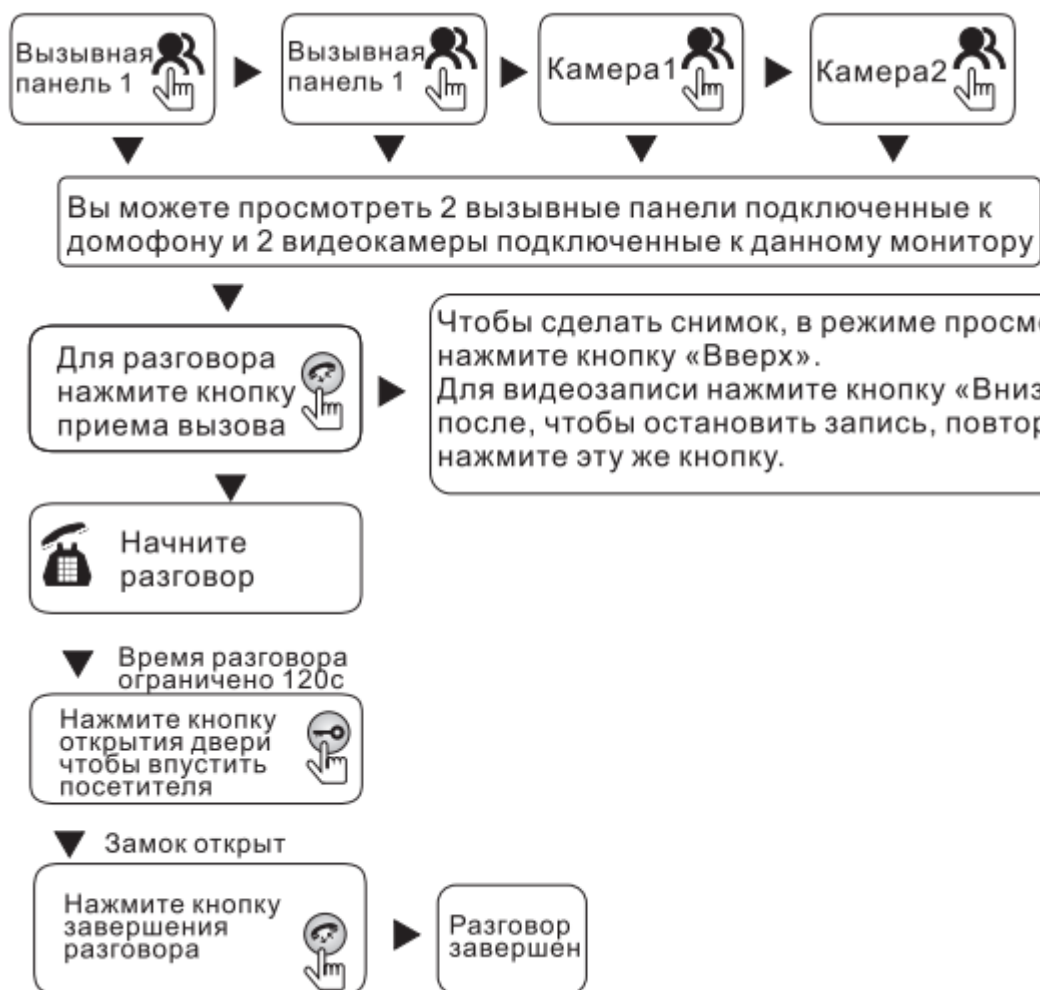 Вызывная
панель 1
Вызывная
панель 1
Камера1
Камера2
Вы можете просмотреть 2 вызывные панели подключенные к
домофону и 2 видеокамеры подключенные к данному монитору
Для разговора
нажмите кнопку
приема вызова
Чтобы сделать снимок, в режиме
нажмите кнопку «Вверх».
Для видеозаписи нажмите кнопку «Вниз
после, чтобы остановить запись,
нажмите эту же кнопку.
Начните
разговор
Время разговора
ограничено 120с
Нажмите кнопку
открытия двери
чтобы впустить
посетителя
Замок открыт
Нажмите кнопку
завершения
разговора
Разговор
завершен